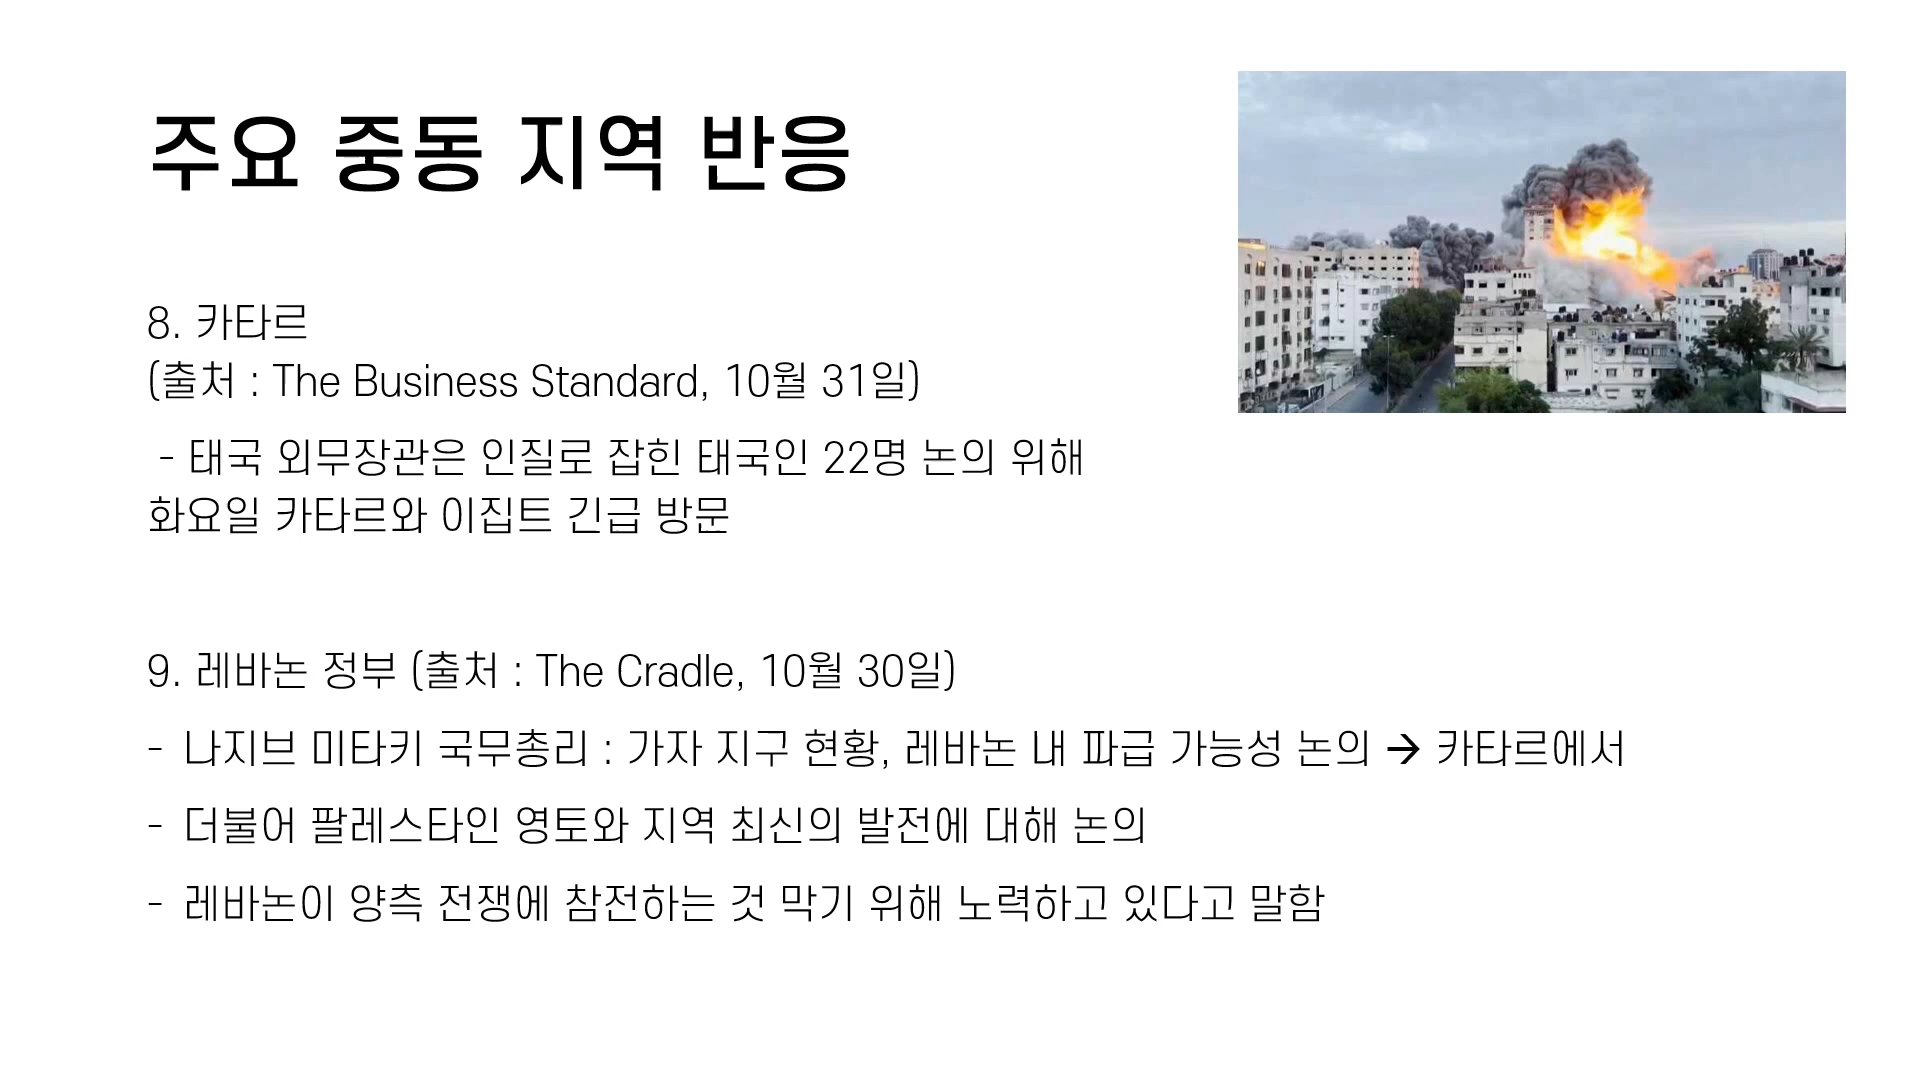 주요 중동 지역 반응
8. 카타르
(출처 : The Business Standard, 10월 31일)
- 태국 외무장관은 인질로 잡힌 태국인 22명 논의 위해
화요일 카타르와 이집트 긴급 방문
9. 레바논 정부 (출처 : The Cradle, 10월 30일)
- 나지브 미타키 국무총리 : 가자 지구 현황, 레바논 내 파급 가능성 논의 → 카타르에서
- 더불어 팔레스타인 영토와 지역 최신의 발전에 대해 논의
- 레바논이 양측 전쟁에 참전하는 것 막기 위해 노력하고 있다고 말함